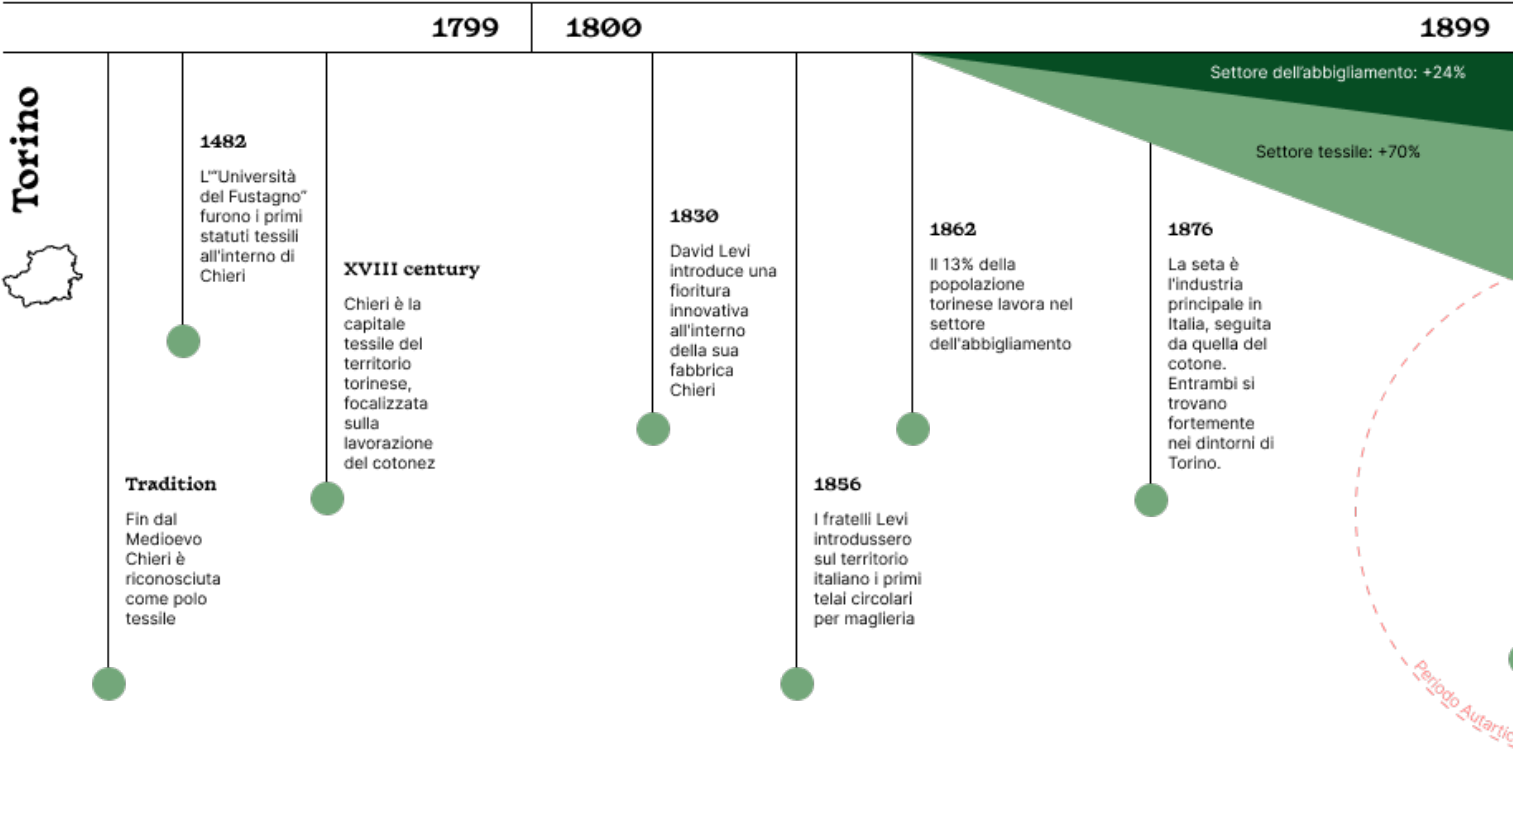 1799
1800
1899
Torino
Settore dell'abbigliamento: +24%
Settore tessile: +70%
1482
L'"Università
del Fustagno"
furono i primi
statuti tessili
all'interno di
Chieri
XVIII century
Chieri è la
capitale
tessile del
territorio
torinese,
focalizzata
sulla
lavorazione
del cotonez
Tradition
Fin dal
Medioevo
Chieri è
riconosciuta
come polo
tessile
1830
David Levi
introduce una
fioritura
innovativa
all'interno
della sua
fabbrica
Chieri
1856
I fratelli Levi
introdussero
sul territorio
italiano i primi
telai circolari
per maglieria
1862
Il 13% della
popolazione
torinese lavora nel
settore
dell'abbigliamento
1876
La seta è
l'industria
principale in
Italia, seguita
da quella del
cotone.
Entrambi si
trovano
fortemente
nei dintorni di
Torino.
Periodo Autartic